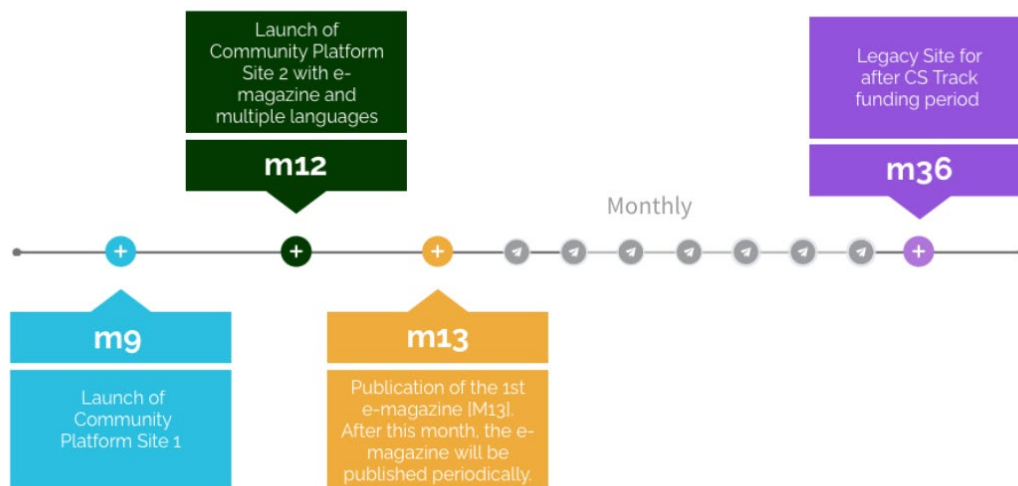 Launch of
Community Platform
Site 2 with e-
magazine and
multiple languages
m12
Legacy Site for
after CS Track
funding period
m36
Monthly
m9
Launch of
Community
Platform Site 1
m13
Publication of the 1st
e-magazine [M13].
After this month, the e-
magazine will be
published periodically.